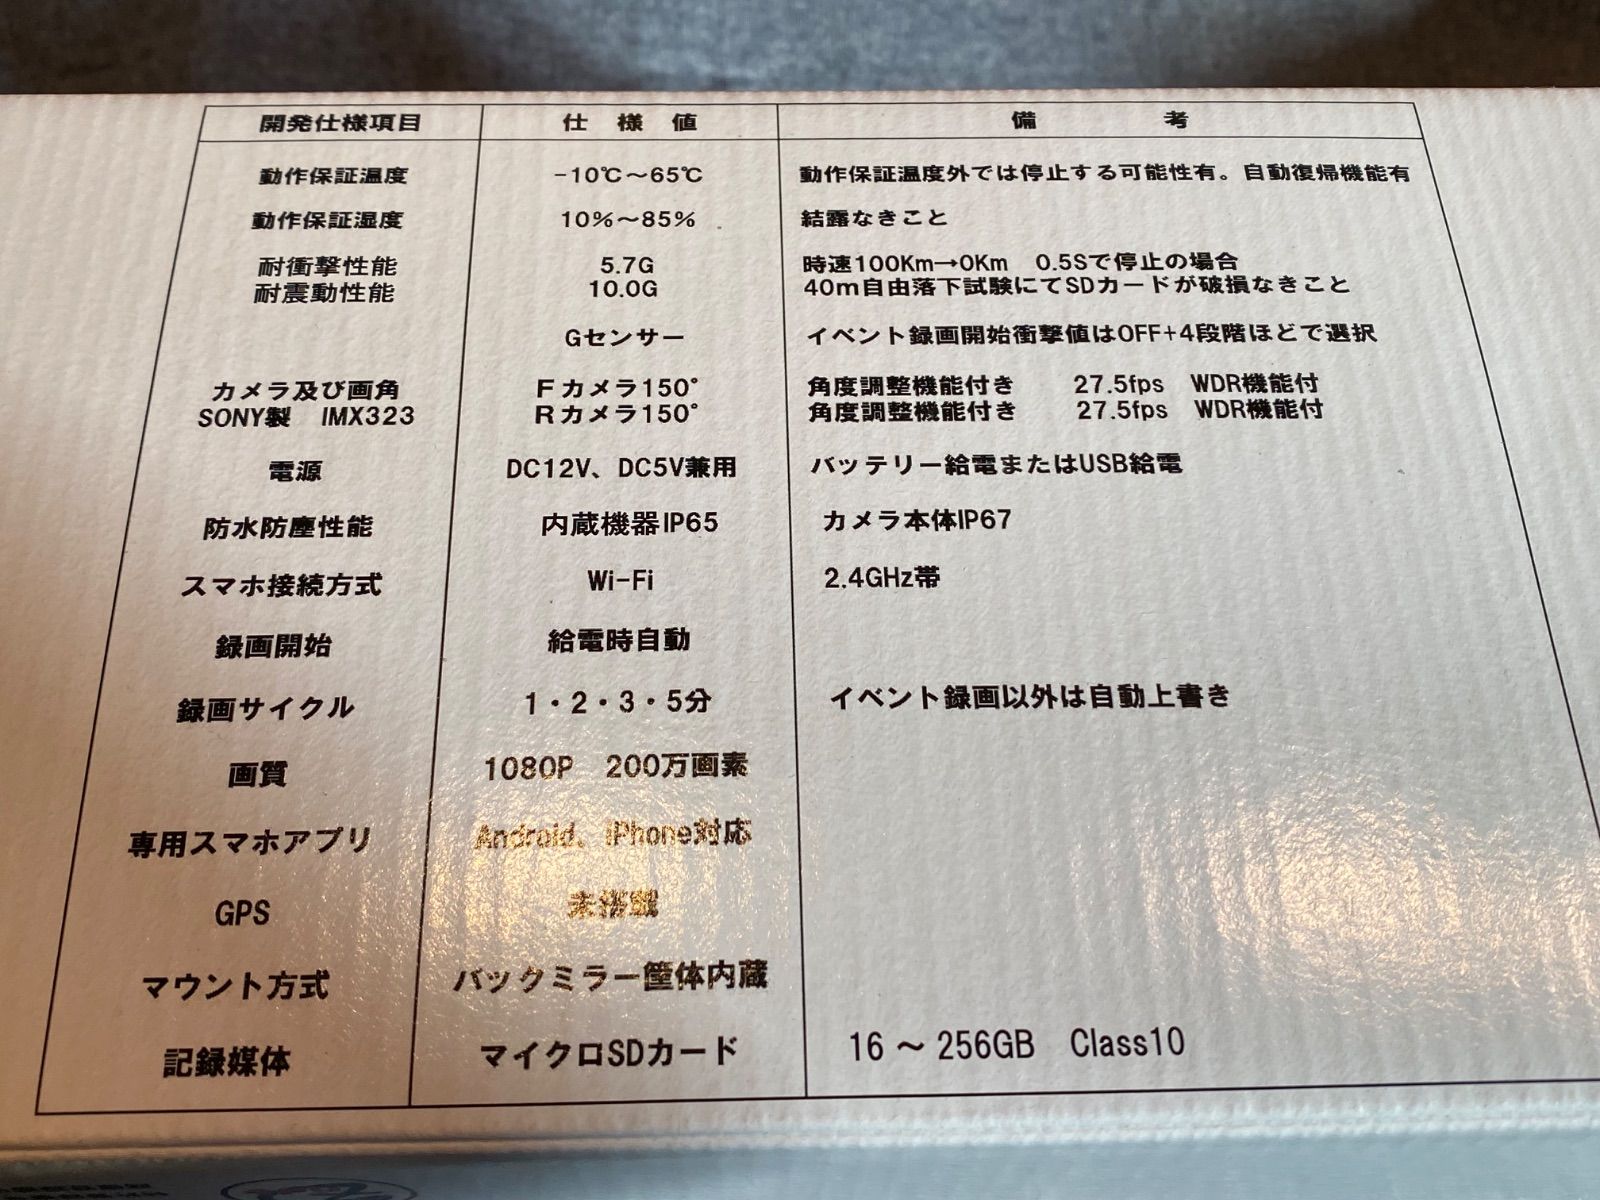 開発仕様項目 仕様値 備考
動作保証温度 -10℃~65℃ 動作保証温度外では停止する可能性有。自動復帰機能有
動作保証湿度 10%~85% 結露なきこと
耐衝撃性能 5.7G 時速100Km→0Km 0.5Sで停止の場合
耐震動性能 10.0G 40m自由落下試験にてSDカードが破損なきこと
Gセンサー イベント録画開始衝撃値はOFF+4段階ほどで選択
カメラ及び画角 Fカメラ150° 角度調整機能付き 27.5fps WDR機能付
SONY製 IMX323 Rカメラ150° 角度調整機能付き 27.5fps WDR機能付
電源 DC12V、DC5V兼用 バッテリー給電またはUSB給電
防水防塵性能 内蔵機器IP65 カメラ本体IP67
スマホ接続方式 Wi-Fi 2.4GHz帯
録画開始 給電時自動
録画サイクル 1・2・3・5分 イベント録画以外は自動上書き
画質 1080P 200万画素
専用スマホアプリ Android、iPhone対応
GPS 未搭載
マウント方式 バックミラー筐体内蔵
記録媒体 マイクロSDカード 16~256GB Class10